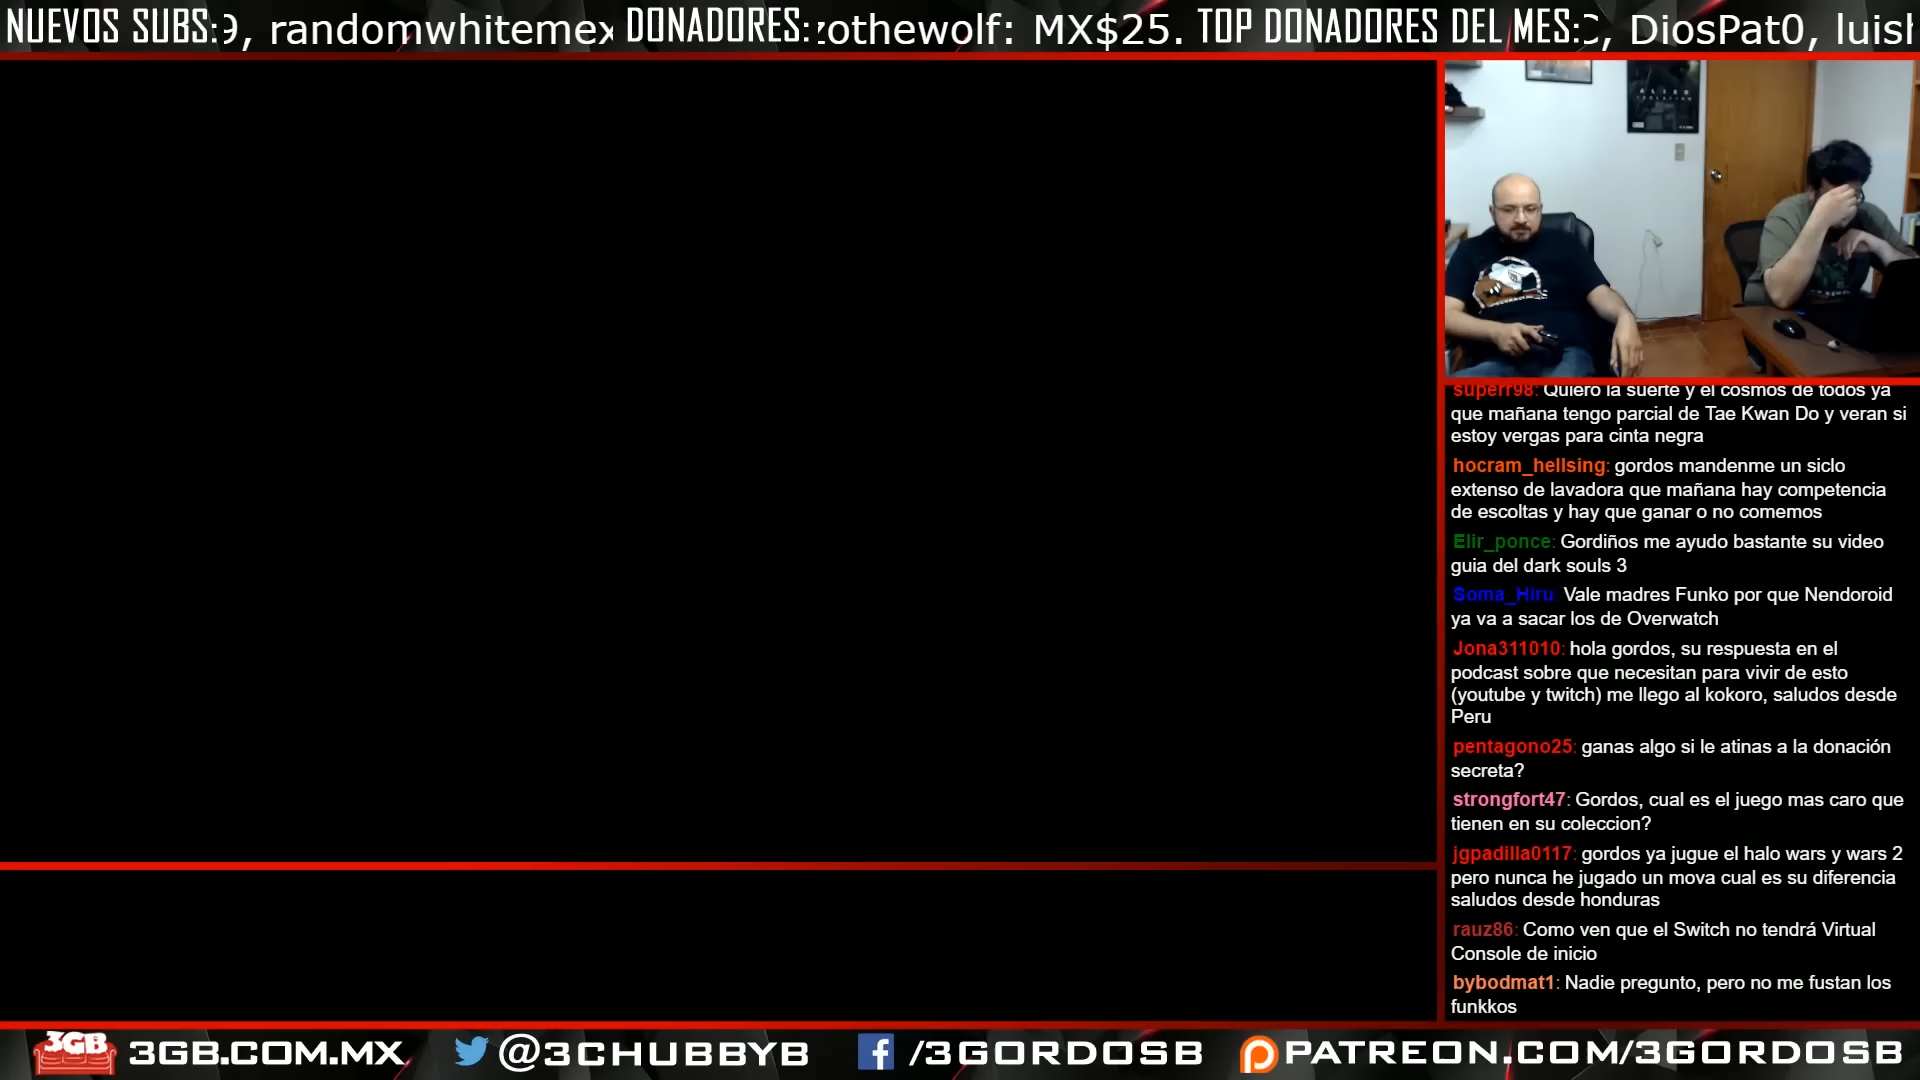 NUEVOS SUBS: 9, randomwhitemex DONADORES: zothewolf: MX$25. TOP DONADORES DEL MES: C, DiosPat0, luish
ALIEN
superr98: Quiero la suerte y el cosmos de todos ya
que mañana tengo parcial de Tae Kwan Do y veran si
estoy vergas para cinta negra
hocram_hellsing: gordos mandenme un siclo
extenso de lavadora que mañana hay competencia
de escoltas y hay que ganar o no comemos
Elir_ponce: Gordiños me ayudo bastante su video
guia del dark souls 3
Soma_Hiru: Vale madres Funko por que Nendoroid
ya va a sacar los de Overwatch
Jona311010: hola gordos, su respuesta en el
podcast sobre que necesitan para vivir de esto
(youtube y twitch) me llego al kokoro, saludos desde
Peru
pentagono25: ganas algo si le atinas a la donación
secreta?
strongfort47: Gordos, cual es el juego mas caro que
tienen en su coleccion?
jgpadilla0117: gordos ya jugue el halo wars y wars 2
pero nunca he jugado un mova cual es su diferencia
saludos desde honduras
rauz86: Como ven que el Switch no tendrá Virtual
Console de inicio
bybodmat1: Nadie pregunto, pero no me fustan los
funkkos
3GB 3GB.COM.MX @3CHUBBYB /3GORDOSB PATREON.COM/3GORDOSB